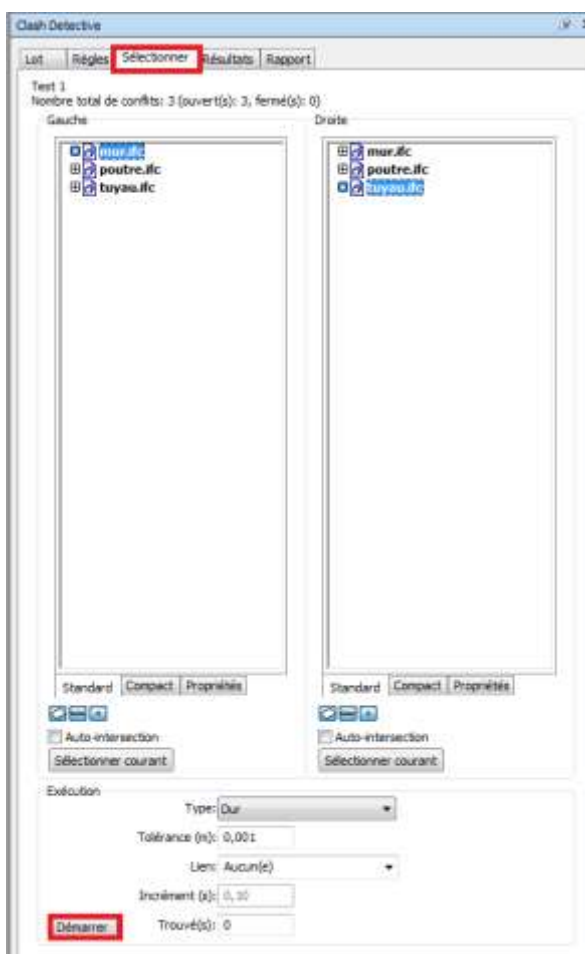 Clash Detective
Lot Règles Sélectionner Résultats Rapport
Test 1
Nombre total de conflits: 3 (ouvert(s): 3, fermé(s): 0)
Gauche Droite
mur.ifc mur.ifc
poutre.ifc poutre.ifc
tuyau.ifc tuyau.ifc
Standard Compact Propriétés Standard Compact Propriétés
Auto-intersection Auto-intersection
Sélectionner courant Sélectionner courant
Exécution
Type: Dur
Tolérance (m): 0,001
Lien: Aucun(e)
Incrément (s): 0,10
Démarrer Trouvé(s): 0